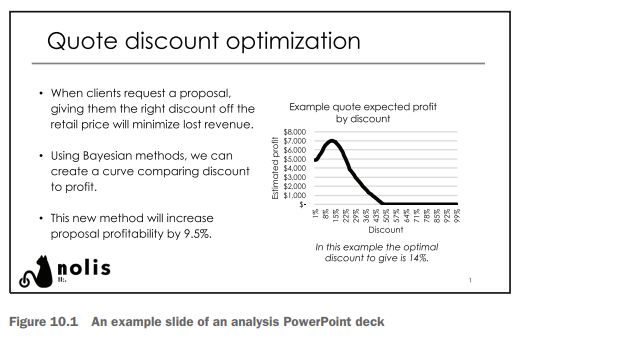 Quote discount optimization
• When clients request a proposal,
giving them the right discount off the
retail price will minimize lost revenue.
• Using Bayesian methods, we can
create a curve comparing discount
to profit.
• This new method will increase
proposal profitability by 9.5%.
Example quote expected profit
by discount
Estimated profit
$8,000
$7,000
$6,000
$5,000
$4,000
$3,000
$2,000
$1,000
$-
1% 8% 15% 22% 29% 36% 43% 50% 57% 64% 71% 78% 85% 92% 99%
Discount
In this example the optimal
discount to give is 14%.
nolis
1
Figure 10.1 An example slide of an analysis PowerPoint deck